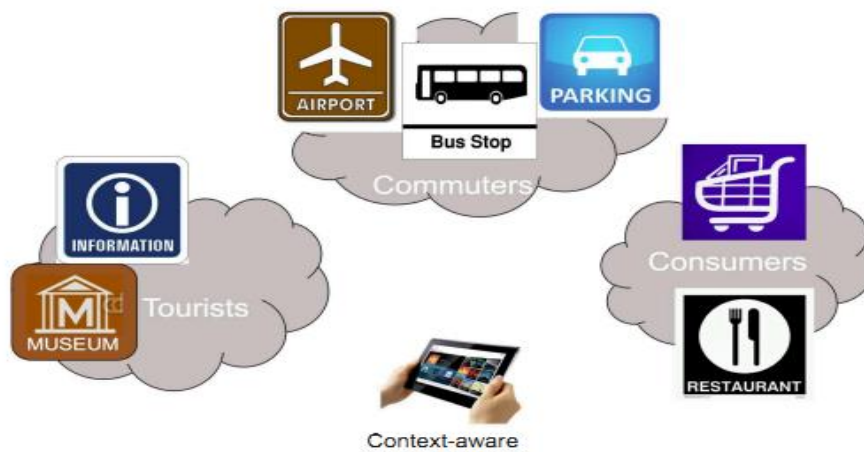 AIRPORT
Bus Stop
PARKING
Commuters
INFORMATION
M
MUSEUM
Tourists
Consumers
RESTAURANT
Context-aware